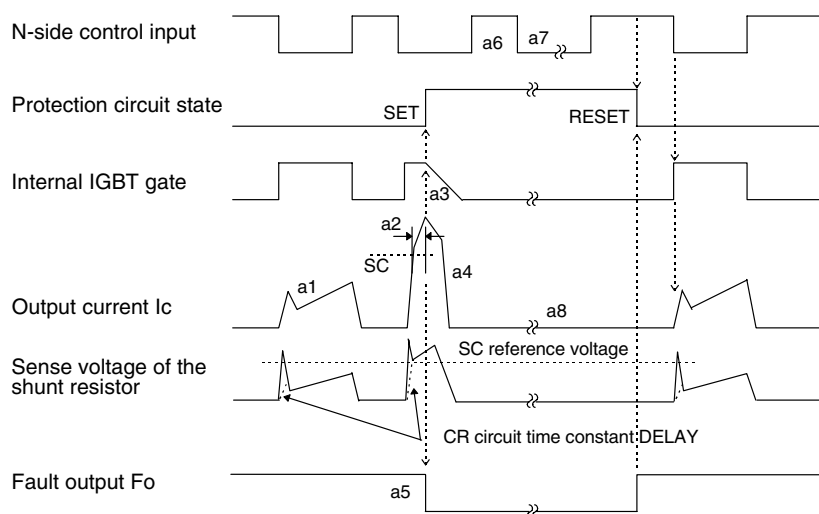 N-side control input
a6
a7
Protection circuit state
SET
RESET
Internal IGBT gate
a3
a2
SC
a4
a1
Output current Ic
a8
SC reference voltage
Sense voltage of the
shunt resistor
CR circuit time constant DELAY
Fault output Fo
a5